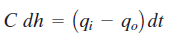 C dh = (qᵢ − qₒ) dt